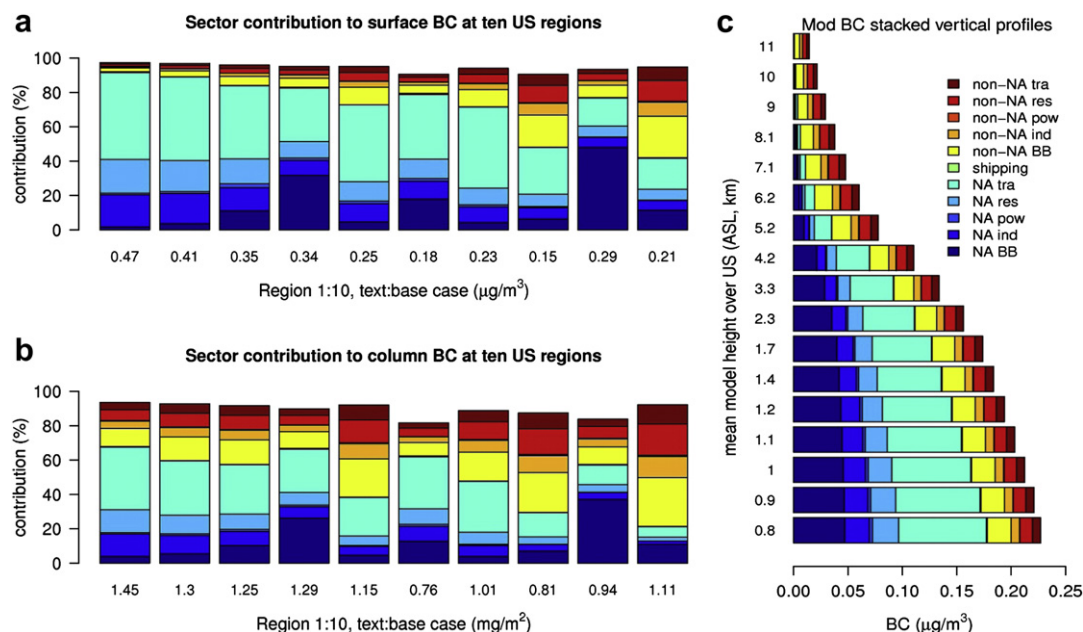 a
Sector contribution to surface BC at ten US regions
contribution (%)
100
80
60
40
20
0
0.47 0.41 0.35 0.34 0.25 0.18 0.23 0.15 0.29 0.21
Region 1:10, text:base case (μg/m³)
b
Sector contribution to column BC at ten US regions
contribution (%)
100
80
60
40
20
0
1.45 1.3 1.25 1.29 1.15 0.76 1.01 0.81 0.94 1.11
Region 1:10, text:base case (mg/m²)
c
Mod BC stacked vertical profiles
mean model height over US (ASL, km)
11
10
9
8.1
7.1
6.2
5.2
4.2
3.3
2.3
1.7
1.4
1.2
1.1
1
0.9
0.8
non−NA tra
non−NA res
non−NA pow
non−NA ind
non−NA BB
shipping
NA tra
NA res
NA pow
NA ind
NA BB
0.00 0.05 0.10 0.15 0.20 0.25
BC (μg/m³)